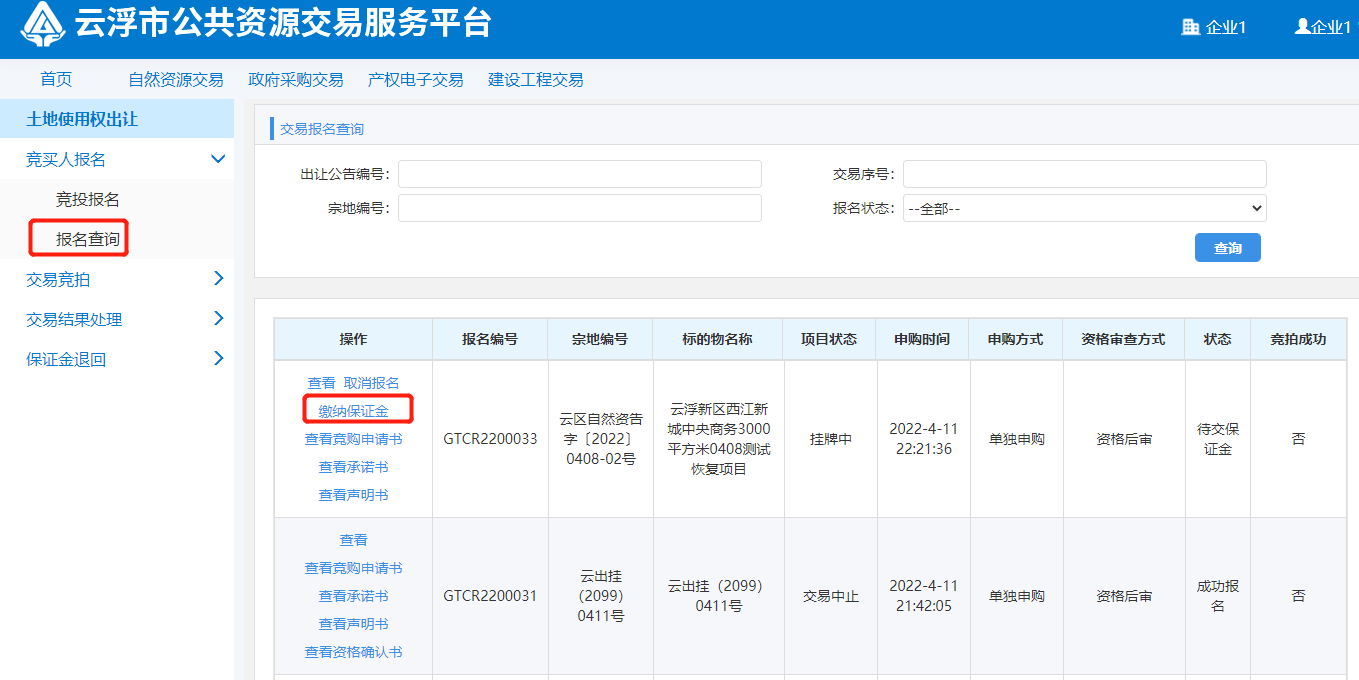 云浮市公共资源交易服务平台
企业1
企业1
首页
自然资源交易
政府采购交易
产权电子交易
建设工程交易
土地使用权出让
竞买人报名
竞投报名
报名查询
交易竞拍
交易结果处理
保证金退回
交易报名查询
出让公告编号：
交易序号：
宗地编号：
报名状态：
--全部--
查询
操作
报名编号
宗地编号
标的物名称
项目状态
申购时间
申购方式
资格审查方式
状态
竞拍成功
查看 取消报名
缴纳保证金
查看竞购申请书
查看承诺书
查看声明书
GTCR2200033
云区自然资告
字〔2022〕
0408-02号
云浮新区西江新
城中央商务3000
平方米0408测试
恢复项目
挂牌中
2022-4-11
22:21:36
单独申购
资格后审
待交保
证金
否
查看
查看竞购申请书
查看承诺书
查看声明书
查看资格确认书
GTCR2200031
云出挂
(2099)
0411号
云出挂（2099）
0411号
交易中止
2022-4-11
21:42:05
单独申购
资格后审
成功报
名
否